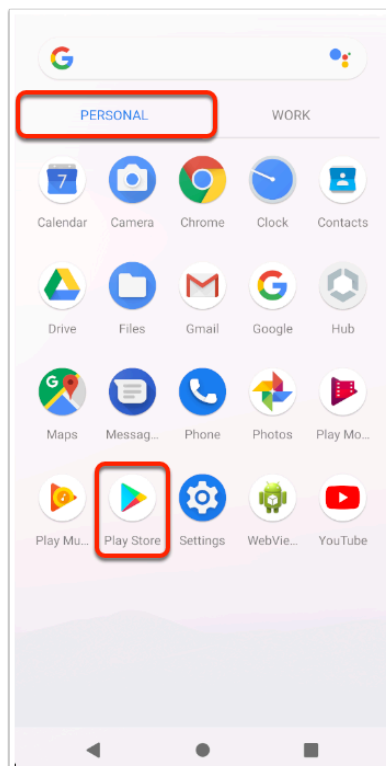 PERSONAL WORK
7
Calendar Camera Chrome Clock Contacts
Drive Files Gmail Google Hub
G
Maps Messag... Phone Photos Play Mo...
Play Mu... Play Store Settings WebVie... YouTube